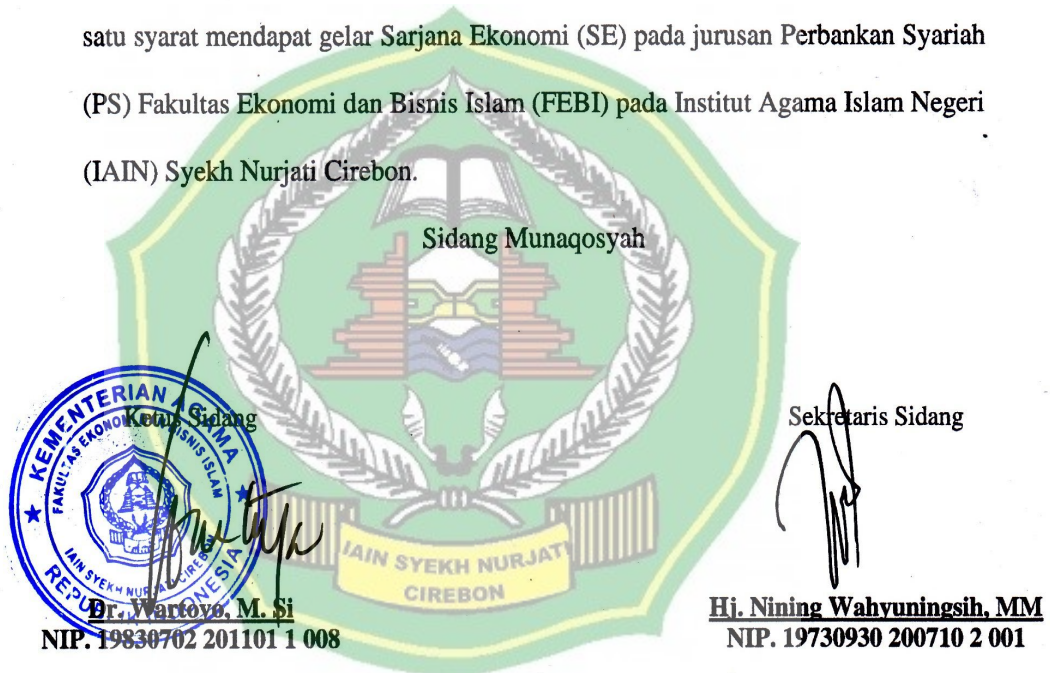 satu syarat mendapat gelar Sarjana Ekonomi (SE) pada jurusan Perbankan Syariah
(PS) Fakultas Ekonomi dan Bisnis Islam (FEBI) pada Institut Agama Islam Negeri
(IAIN) Syekh Nurjati Cirebon.
Sidang Munaqosyah
Ketua Sidang
Sekretaris Sidang
KEMENTERIAN AGAMA
FAKULTAS EKONOMI DAN BISNIS ISLAM
IAIN SYEKH NURJATI CIREBON
REPUBLIK INDONESIA
IAIN SYEKH NURJATI
CIREBON
Dr. Wartoyo, M. Si
Hj. Nining Wahyuningsih, MM
NIP. 19830702 201101 1 008
NIP. 19730930 200710 2 001